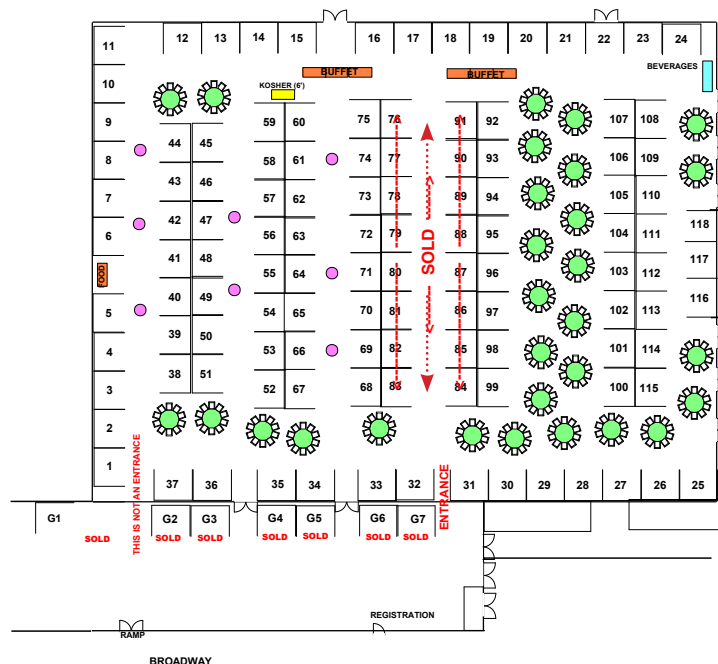 11 12 13 14 15 16 17 18 19 20 21 22 23 24
BEVERAGES
BUFFET BUFFET
10
KOSHER (6')
9 59 60 75 76 91 92 107 108
44 45
8 58 61 74 77 90 93 106 109
43 46
7 57 62 73 78 89 94 105 110
42 47
118
6 56 63 72 79 88 95 104 111
SOLD
41 48
117
FOOD
55 64 71 80 87 96 103 112
40 49
116
5 54 65 70 81 86 97 102 113
39 50
4 53 66 69 82 85 98 101 114
38 51
3 52 67 68 83 84 99 100 115
2
1
37 36 35 34 33 32 31 30 29 28 27 26 25
THIS IS NOT AN ENTRANCE
ENTRANCE
G1 G2 G3 G4 G5 G6 G7
SOLD SOLD SOLD SOLD SOLD SOLD SOLD
REGISTRATION
RAMP
BROADWAY